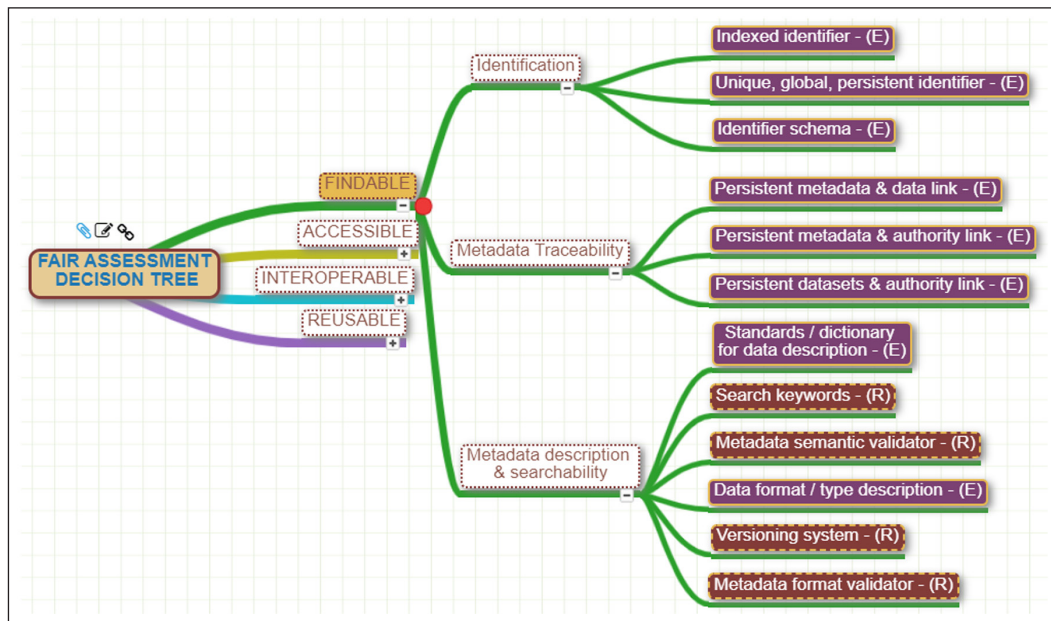 FAIR ASSESSMENT
DECISION TREE
FINDABLE
ACCESSIBLE
INTEROPERABLE
REUSABLE
Identification
Indexed identifier - (E)
Unique, global, persistent identifier - (E)
Identifier schema - (E)
Metadata Traceability
Persistent metadata & data link - (E)
Persistent metadata & authority link - (E)
Persistent datasets & authority link - (E)
Metadata description
& searchability
Standards / dictionary
for data description - (E)
Search keywords - (R)
Metadata semantic validator - (R)
Data format / type description - (E)
Versioning system - (R)
Metadata format validator - (R)